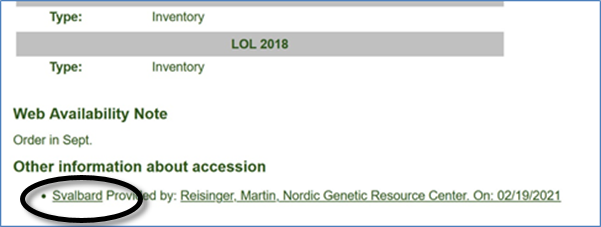 Type: Inventory
LOL 2018
Type: Inventory
Web Availability Note
Order in Sept.
Other information about accession
• Svalbard Provided by: Reisinger, Martin, Nordic Genetic Resource Center. On: 02/19/2021